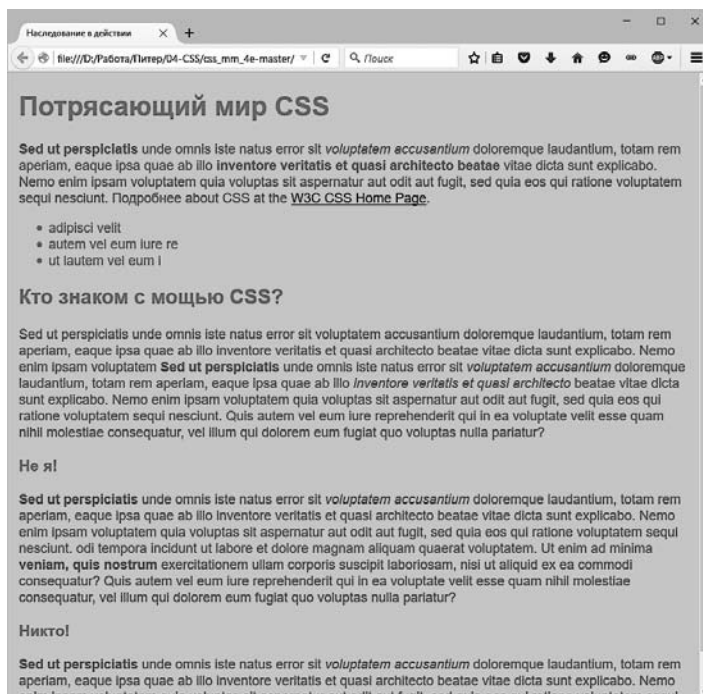 Наследование в действии
file:///D:/Работа/Питер/04-CSS/css_mm_4e-master/
Поиск
ABP
Потрясающий мир CSS
Sed ut perspiciatis unde omnis iste natus error sit voluptatem accusantium doloremque laudantium, totam rem
aperiam, eaque ipsa quae ab illo inventore veritatis et quasi architecto beatae vitae dicta sunt explicabo.
Nemo enim ipsam voluptatem quia voluptas sit aspernatur aut odit aut fugit, sed quia eos qui ratione voluptatem
sequi nesciunt. Подробнее about CSS at the W3C CSS Home Page.
• adipisci velit
• autem vel eum iure re
• ut lautem vel eum i
Кто знаком с мощью CSS?
Sed ut perspiciatis unde omnis iste natus error sit voluptatem accusantium doloremque laudantium, totam rem
aperiam, eaque ipsa quae ab illo inventore veritatis et quasi architecto beatae vitae dicta sunt explicabo. Nemo
enim ipsam voluptatem Sed ut perspiciatis unde omnis iste natus error sit voluptatem accusantium doloremque
laudantium, totam rem aperiam, eaque ipsa quae ab illo inventore veritatis et quasi architecto beatae vitae dicta
sunt explicabo. Nemo enim ipsam voluptatem quia voluptas sit aspernatur aut odit aut fugit, sed quia eos qui
ratione voluptatem sequi nesciunt. Quis autem vel eum iure reprehenderit qui in ea voluptate velit esse quam
nihil molestiae consequatur, vel illum qui dolorem eum fugiat quo voluptas nulla pariatur?
Не я!
Sed ut perspiciatis unde omnis iste natus error sit voluptatem accusantium doloremque laudantium, totam rem
aperiam, eaque ipsa quae ab illo inventore veritatis et quasi architecto beatae vitae dicta sunt explicabo. Nemo
enim ipsam voluptatem quia voluptas sit aspernatur aut odit aut fugit, sed quia eos qui ratione voluptatem sequi
nesciunt. odi tempora incidunt ut labore et dolore magnam aliquam quaerat voluptatem. Ut enim ad minima
veniam, quis nostrum exercitationem ullam corporis suscipit laboriosam, nisi ut aliquid ex ea commodi
consequatur? Quis autem vel eum iure reprehenderit qui in ea voluptate velit esse quam nihil molestiae
consequatur, vel illum qui dolorem eum fugiat quo voluptas nulla pariatur?
Никто!
Sed ut perspiciatis unde omnis iste natus error sit voluptatem accusantium doloremque laudantium, totam rem
aperiam, eaque ipsa quae ab illo inventore veritatis et quasi architecto beatae vitae dicta sunt explicabo. Nemo